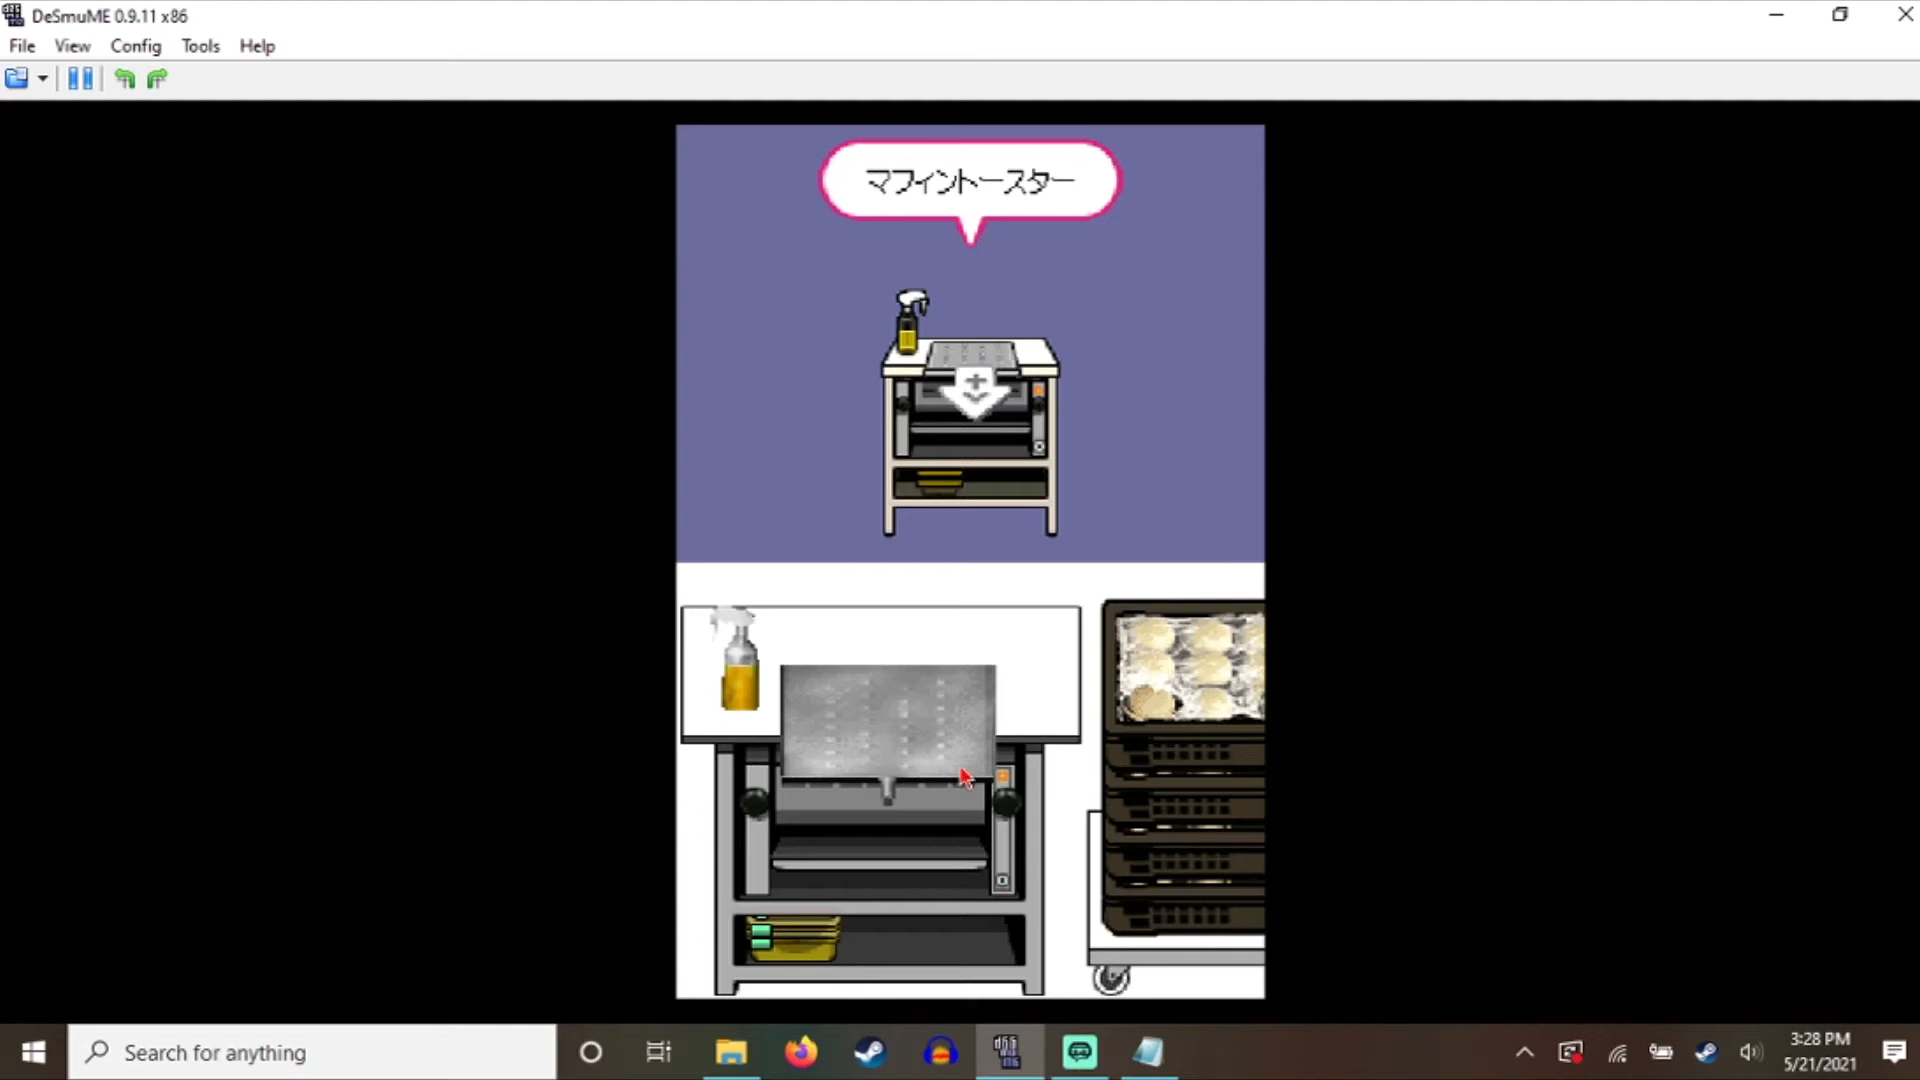 DeSmuME 0.9.11 x86
File View Config Tools Help
マフィントースター
Search for anything
3:28 PM
5/21/2021